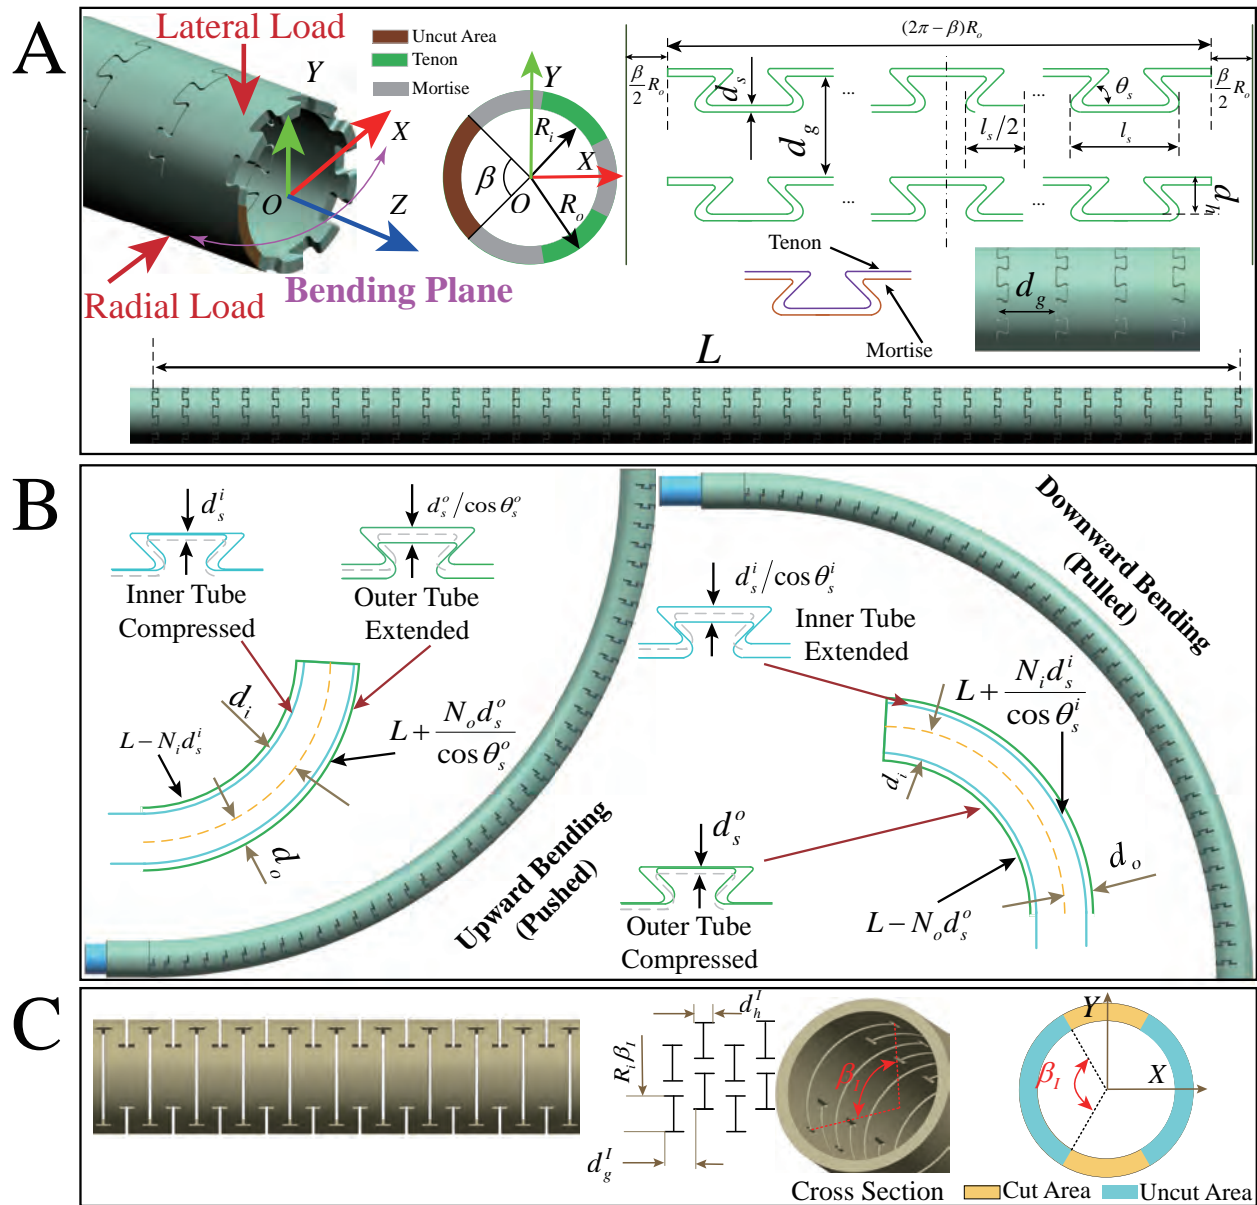 A
Lateral Load
Y
X
O
Z
Radial Load
Bending Plane
Uncut Area
Tenon
Mortise
Y
R_i
X
β
O
R_o
(2π−β)R_o
β/2 R_o
β/2 R_o
d_s
...
...
θ_s
d_g
l_s/2
l_s
...
...
d_h
Tenon
Mortise
d_g
L
B
d_s^i
d_s^o/cos θ_s^o
Inner Tube
Compressed
Outer Tube
Extended
d_i
L−N_i d_s^i
L+ N_o d_s^o / cos θ_s^o
d_o
Upward Bending
(Pushed)
Downward Bending
(Pulled)
d_s^i/cos θ_s^i
Inner Tube
Extended
L+ N_i d_s^i / cos θ_s^i
d_i
d_s^o
d_o
L−N_o d_s^o
Outer Tube
Compressed
C
d_h^I
R_i β_I
d_g^I
β_I
Cross Section
Y
β_I
X
Cut Area
Uncut Area